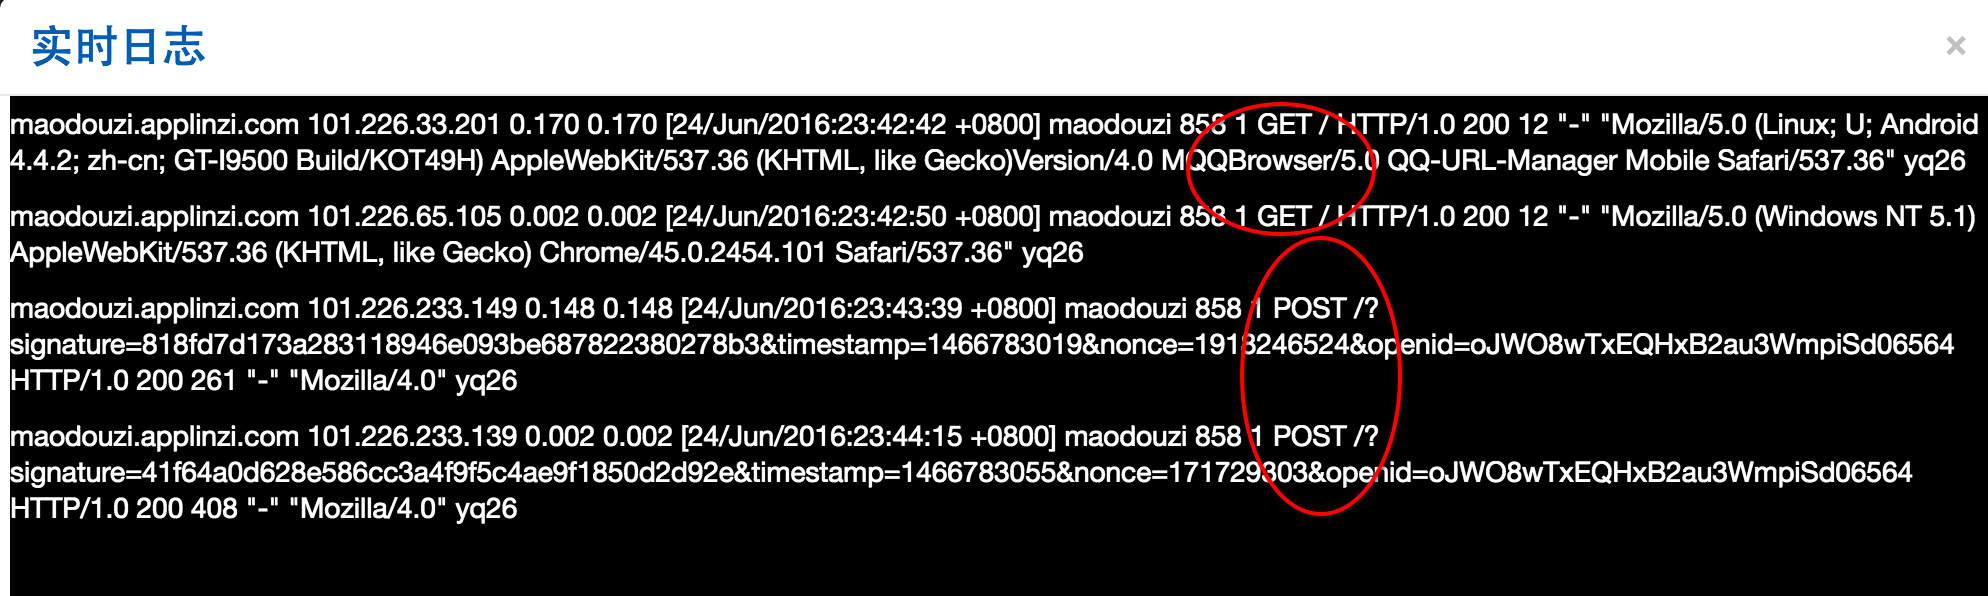 实时日志
×
maodouzi.applinzi.com 101.226.33.201 0.170 0.170 [24/Jun/2016:23:42:42 +0800] maodouzi 858 1 GET / HTTP/1.0 200 12 "-" "Mozilla/5.0 (Linux; U; Android
4.4.2; zh-cn; GT-I9500 Build/KOT49H) AppleWebKit/537.36 (KHTML, like Gecko)Version/4.0 MQQBrowser/5.0 QQ-URL-Manager Mobile Safari/537.36" yq26
maodouzi.applinzi.com 101.226.65.105 0.002 0.002 [24/Jun/2016:23:42:50 +0800] maodouzi 858 1 GET / HTTP/1.0 200 12 "-" "Mozilla/5.0 (Windows NT 5.1)
AppleWebKit/537.36 (KHTML, like Gecko) Chrome/45.0.2454.101 Safari/537.36" yq26
maodouzi.applinzi.com 101.226.233.149 0.148 0.148 [24/Jun/2016:23:43:39 +0800] maodouzi 858 1 POST /?
signature=818fd7d173a283118946e093be687822380278b3&timestamp=1466783019&nonce=1918246524&openid=oJWO8wTxEQHxB2au3WmpiSd06564
HTTP/1.0 200 261 "-" "Mozilla/4.0" yq26
maodouzi.applinzi.com 101.226.233.139 0.002 0.002 [24/Jun/2016:23:44:15 +0800] maodouzi 858 1 POST /?
signature=41f64a0d628e586cc3a4f9f5c4ae9f1850d2d92e&timestamp=1466783055&nonce=171729303&openid=oJWO8wTxEQHxB2au3WmpiSd06564
HTTP/1.0 200 408 "-" "Mozilla/4.0" yq26